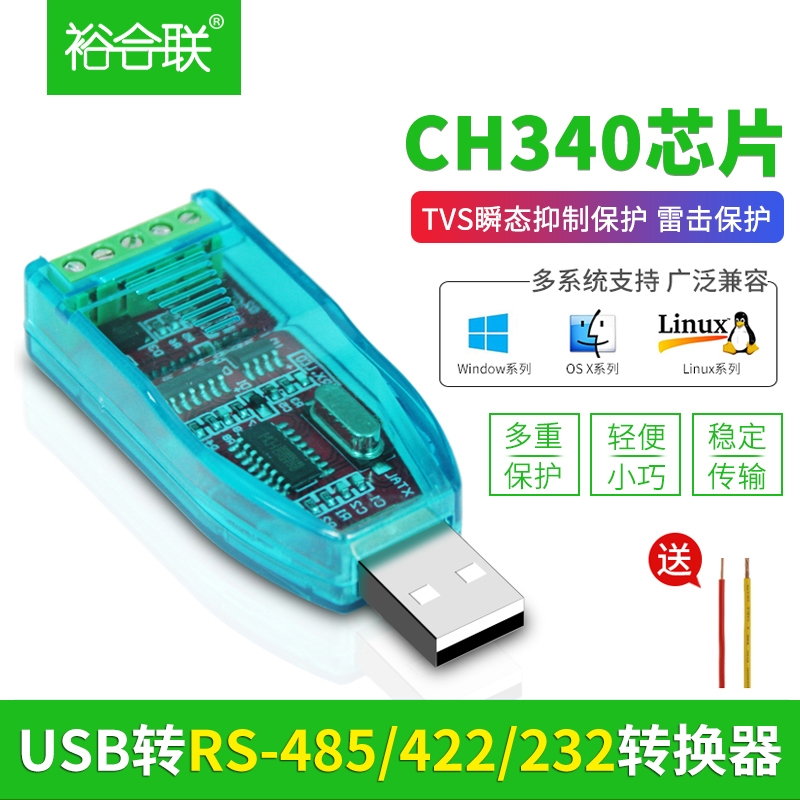 裕合联®
CH340芯片
TVS瞬态抑制保护 雷击保护
多系统支持 广泛兼容
Linux
Window系列
OS X系列
Linux系列
多重
保护
轻便
小巧
稳定
传输
送
USB转RS-485/422/232转换器